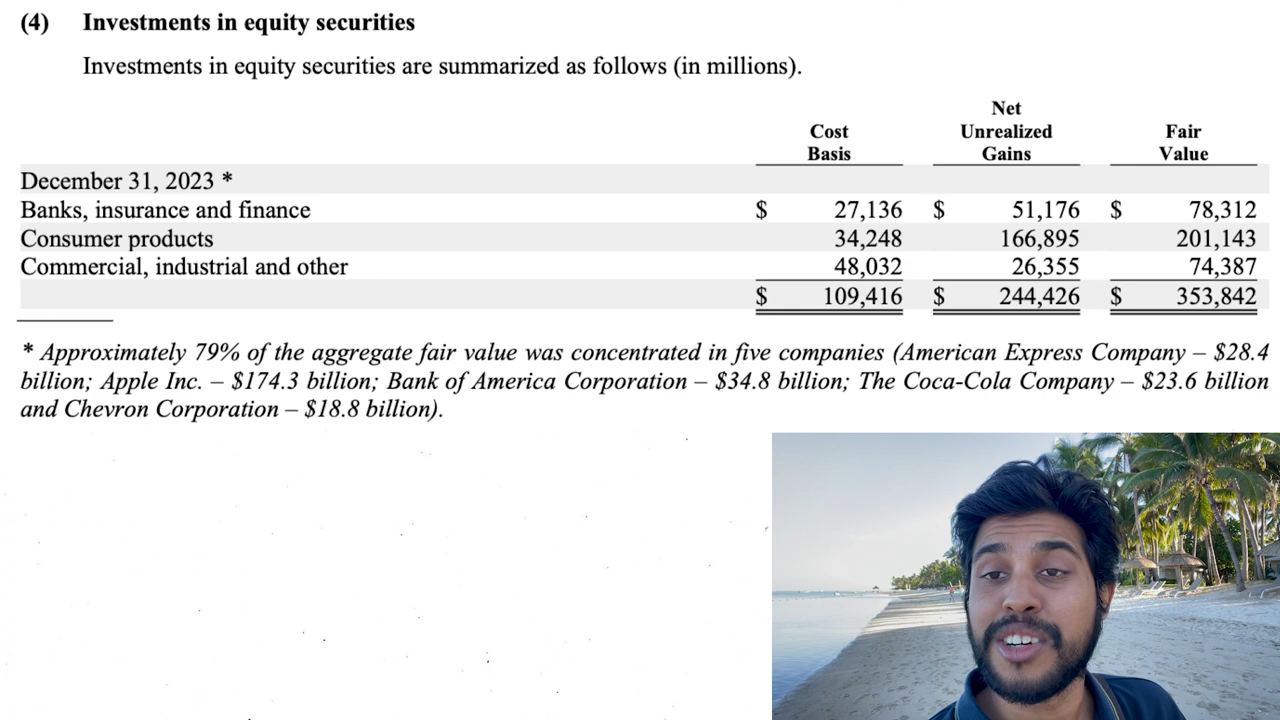 (4) Investments in equity securities
Investments in equity securities are summarized as follows (in millions).
Net
Cost Unrealized Fair
Basis Gains Value
December 31, 2023 *
Banks, insurance and finance $ 27,136 $ 51,176 $ 78,312
Consumer products 34,248 166,895 201,143
Commercial, industrial and other 48,032 26,355 74,387
$ 109,416 $ 244,426 $ 353,842
* Approximately 79% of the aggregate fair value was concentrated in five companies (American Express Company – $28.4
billion; Apple Inc. – $174.3 billion; Bank of America Corporation – $34.8 billion; The Coca-Cola Company – $23.6 billion
and Chevron Corporation – $18.8 billion).